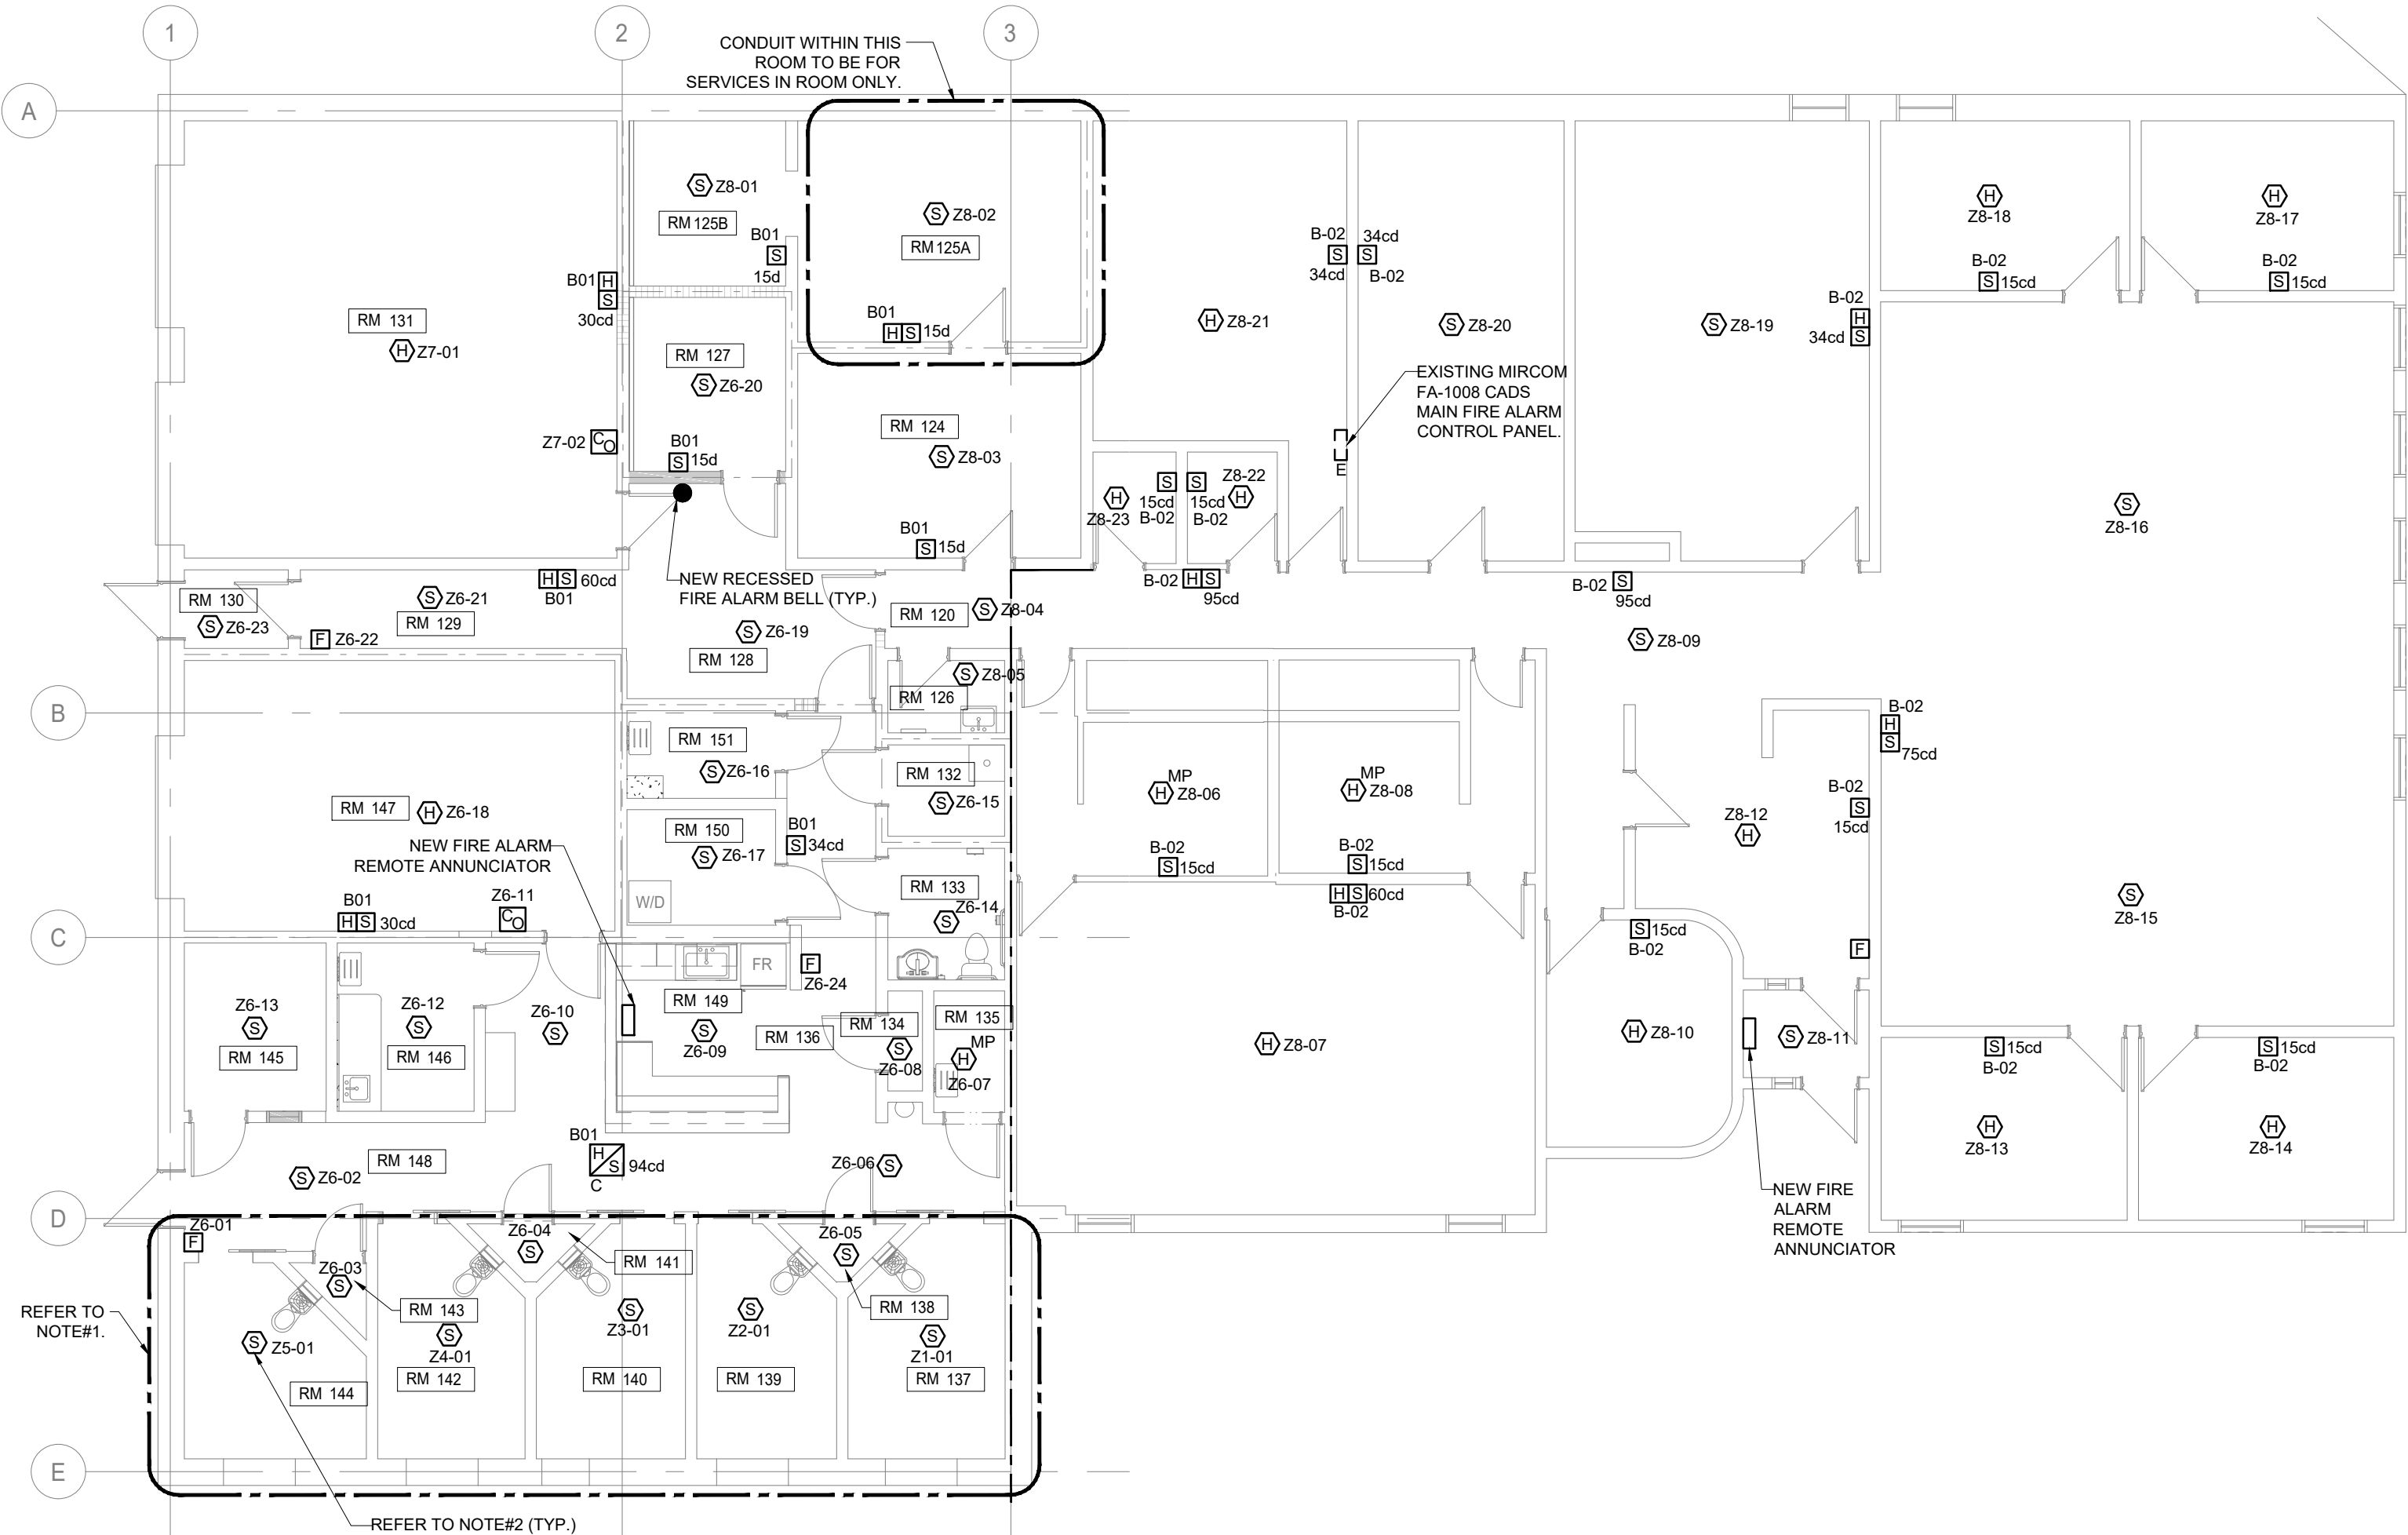 1
2
3
CONDUIT WITHIN THIS
ROOM TO BE FOR
SERVICES IN ROOM ONLY.
A
S Z8-01
RM 125B
B01
S
15d
S Z8-02
RM 125A
B01
H S 15d
B01 H
S
30cd
RM 131
H Z7-01
RM 127
S Z6-20
Z7-02 CO
B01
S 15d
RM 124
S Z8-03
B01
S 15d
B-02
S
34cd
34cd
S
B-02
H Z8-21
S Z8-20
S Z8-19
B-02
H
34cd S
H
Z8-18
B-02
S 15cd
H
Z8-17
B-02
S 15cd
EXISTING MIRCOM
FA-1008 CADS
MAIN FIRE ALARM
CONTROL PANEL.
E
H
Z8-23
S
15cd
B-02
S
15cd
B-02
Z8-22
H
S
Z8-16
NEW RECESSED
FIRE ALARM BELL (TYP.)
H S 60cd
B01
RM 130
S Z6-23
S Z6-21
RM 129
F Z6-22
S Z6-19
RM 128
RM 120
S Z8-04
B-02 H S
95cd
B-02 S
95cd
S Z8-09
S Z8-05
RM 126
B
RM 151
S Z6-16
RM 132
S Z6-15
MP
H Z8-06
MP
H Z8-08
B-02
H
S
75cd
B-02
S
15cd
Z8-12
H
RM 147
H Z6-18
NEW FIRE ALARM
REMOTE ANNUNCIATOR
RM 150
S Z6-17
W/D
B01
S 34cd
RM 133
Z6-14
S
B-02
S 15cd
B-02
S 15cd
H S 60cd
B-02
S
Z8-15
B01
H S 30cd
Z6-11
CO
C
S 15cd
B-02
F
FR
F
Z6-24
Z6-13
S
RM 145
Z6-12
S
RM 146
Z6-10
S
RM 149
S
Z6-09
RM 136
RM 134
S
Z6-08
RM 135
MP
H
Z6-07
H Z8-07
H Z8-10
S Z8-11
S 15cd
B-02
S 15cd
B-02
H
Z8-13
H
Z8-14
B01
H
S 94cd
C
RM 148
S Z6-02
Z6-06 S
NEW FIRE
ALARM
REMOTE
ANNUNCIATOR
D
Z6-01
F
Z6-03
S
Z6-04
S
RM 141
Z6-05
S
REFER TO
NOTE#1.
RM 143
S
Z3-01
S
Z2-01
RM 138
S Z5-01
S
Z4-01
S
Z1-01
RM 144
RM 142
RM 140
RM 139
RM 137
E
REFER TO NOTE#2 (TYP.)